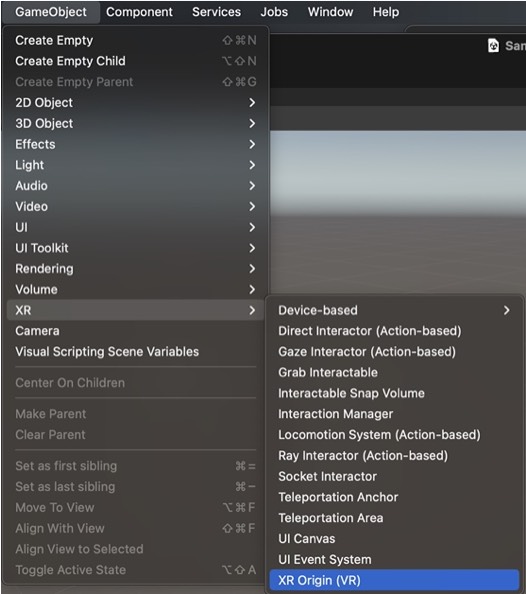 GameObject Component Services Jobs Window Help
San
Create Empty ⇧⌘N
Create Empty Child ⌥⇧N
Create Empty Parent ⇧⌘G
2D Object
3D Object
Effects
Light
Audio
Video
UI
UI Toolkit
Rendering
Volume
XR
Camera
Visual Scripting Scene Variables
Center On Children
Make Parent
Clear Parent
Set as first sibling ⌘=
Set as last sibling ⌘−
Move To View ⌥⌘F
Align With View ⇧⌘F
Align View to Selected
Toggle Active State ⌥⇧A
Device-based
Direct Interactor (Action-based)
Gaze Interactor (Action-based)
Grab Interactable
Interactable Snap Volume
Interaction Manager
Locomotion System (Action-based)
Ray Interactor (Action-based)
Socket Interactor
Teleportation Anchor
Teleportation Area
UI Canvas
UI Event System
XR Origin (VR)